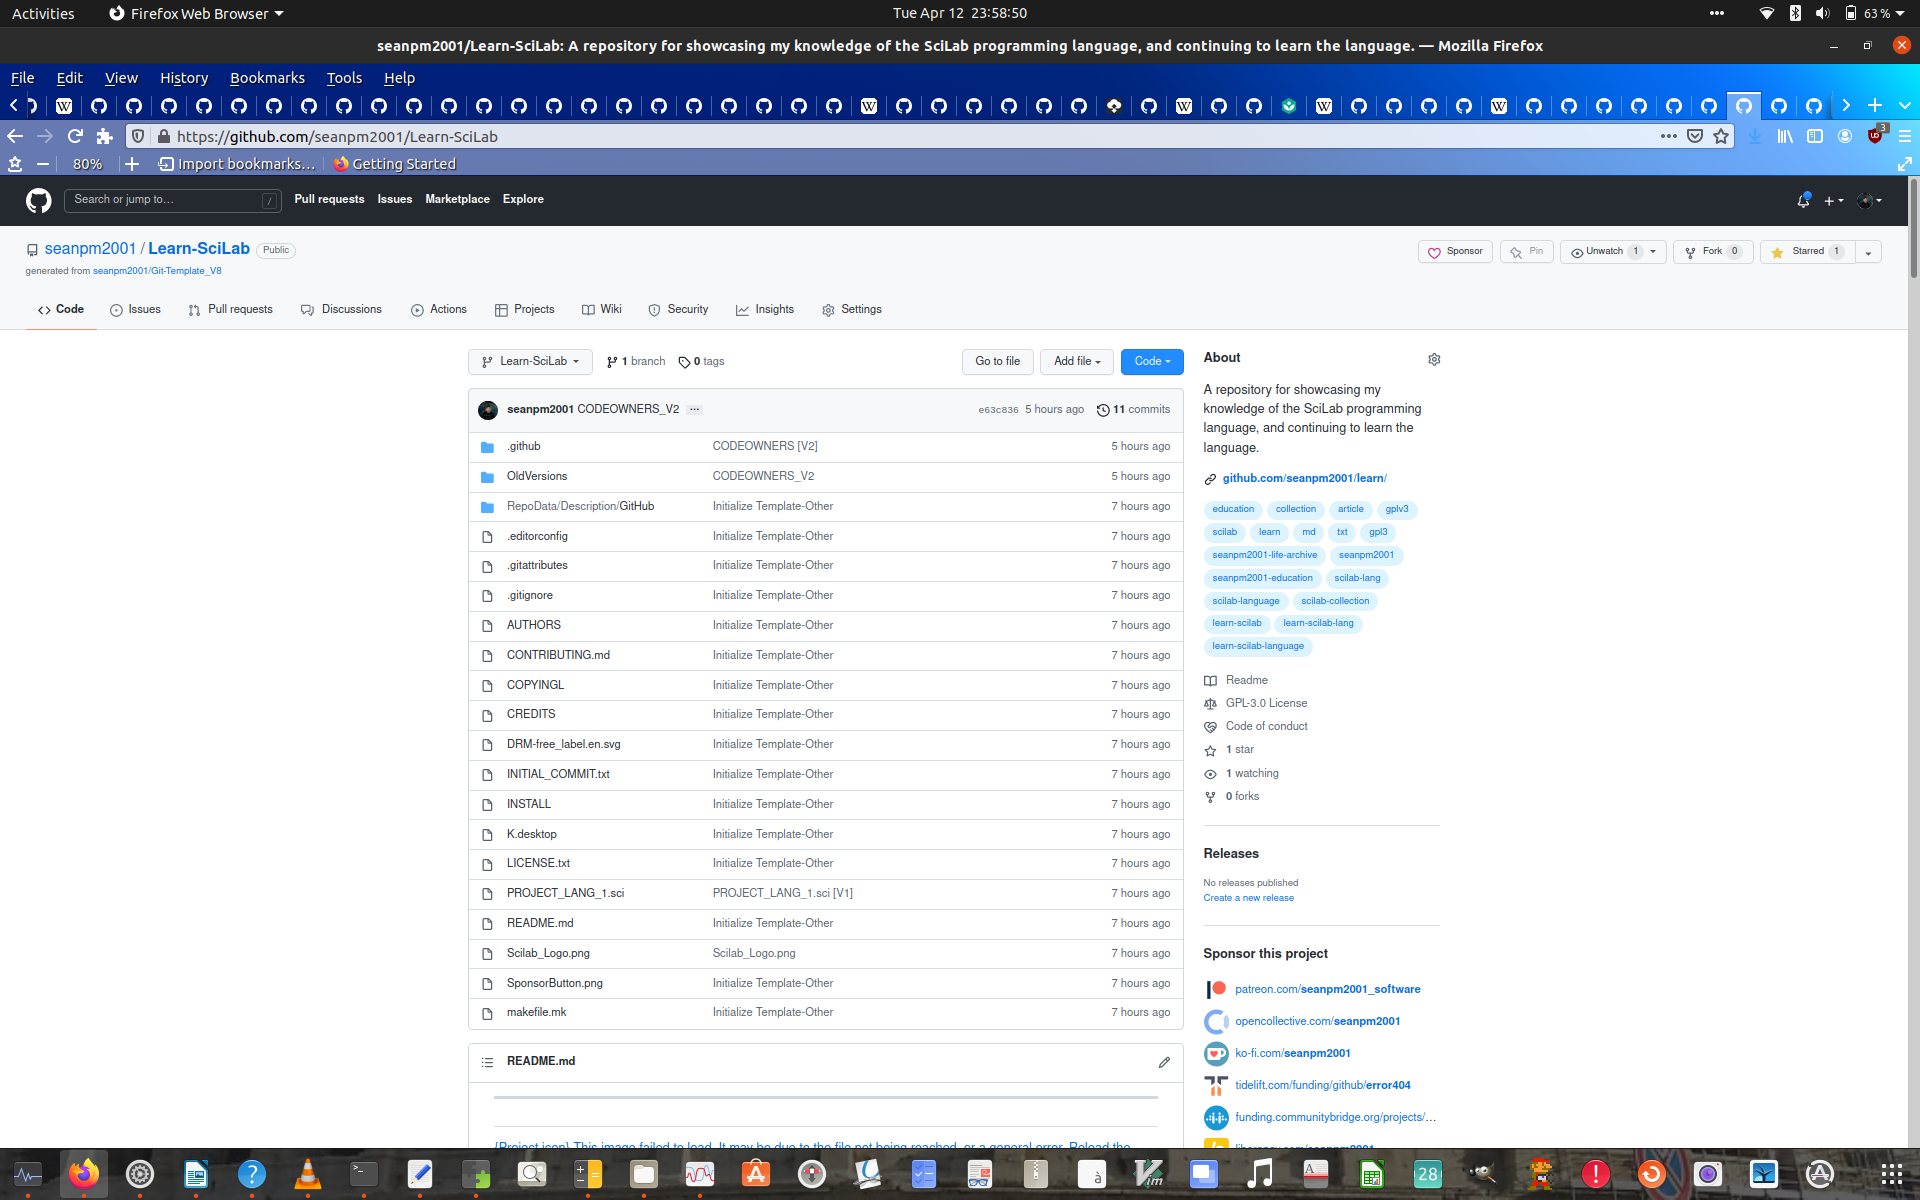 Activities
Firefox Web Browser
Tue Apr 12 23:58:50
63 %
seanpm2001/Learn-SciLab: A repository for showcasing my knowledge of the SciLab programming language, and continuing to learn the language. — Mozilla Firefox
File Edit View History Bookmarks Tools Help
https://github.com/seanpm2001/Learn-SciLab
3
80%
Import bookmarks…
Getting Started
Search or jump to…
/
Pull requests Issues Marketplace Explore
seanpm2001 / Learn-SciLab Public
generated from seanpm2001/Git-Template_V8
Sponsor
Pin
Unwatch 1
Fork 0
Starred 1
Code
Issues
Pull requests
Discussions
Actions
Projects
Wiki
Security
Insights
Settings
Learn-SciLab
1 branch
0 tags
Go to file
Add file
Code
seanpm2001 CODEOWNERS_V2 ...
e63c836 5 hours ago
11 commits
.github CODEOWNERS [V2] 5 hours ago
OldVersions CODEOWNERS_V2 5 hours ago
RepoData/Description/GitHub Initialize Template-Other 7 hours ago
.editorconfig Initialize Template-Other 7 hours ago
.gitattributes Initialize Template-Other 7 hours ago
.gitignore Initialize Template-Other 7 hours ago
AUTHORS Initialize Template-Other 7 hours ago
CONTRIBUTING.md Initialize Template-Other 7 hours ago
COPYINGL Initialize Template-Other 7 hours ago
CREDITS Initialize Template-Other 7 hours ago
DRM-free_label.en.svg Initialize Template-Other 7 hours ago
INITIAL_COMMIT.txt Initialize Template-Other 7 hours ago
INSTALL Initialize Template-Other 7 hours ago
K.desktop Initialize Template-Other 7 hours ago
LICENSE.txt Initialize Template-Other 7 hours ago
PROJECT_LANG_1.sci PROJECT_LANG_1.sci [V1] 7 hours ago
README.md Initialize Template-Other 7 hours ago
Scilab_Logo.png Scilab_Logo.png 7 hours ago
SponsorButton.png Initialize Template-Other 7 hours ago
makefile.mk Initialize Template-Other 7 hours ago
README.md
{Project icon} This image failed to load. It may be due to the file not being reached, or a general error. Reload the
About
A repository for showcasing my
knowledge of the SciLab programming
language, and continuing to learn the
language.
github.com/seanpm2001/learn/
education collection article gplv3
scilab learn md txt gpl3
seanpm2001-life-archive seanpm2001
seanpm2001-education scilab-lang
scilab-language scilab-collection
learn-scilab learn-scilab-lang
learn-scilab-language
Readme
GPL-3.0 License
Code of conduct
1 star
1 watching
0 forks
Releases
No releases published
Create a new release
Sponsor this project
patreon.com/seanpm2001_software
opencollective.com/seanpm2001
ko-fi.com/seanpm2001
tidelift.com/funding/github/error404
funding.communitybridge.org/projects/…
liberapay.com/seanpm2001
28